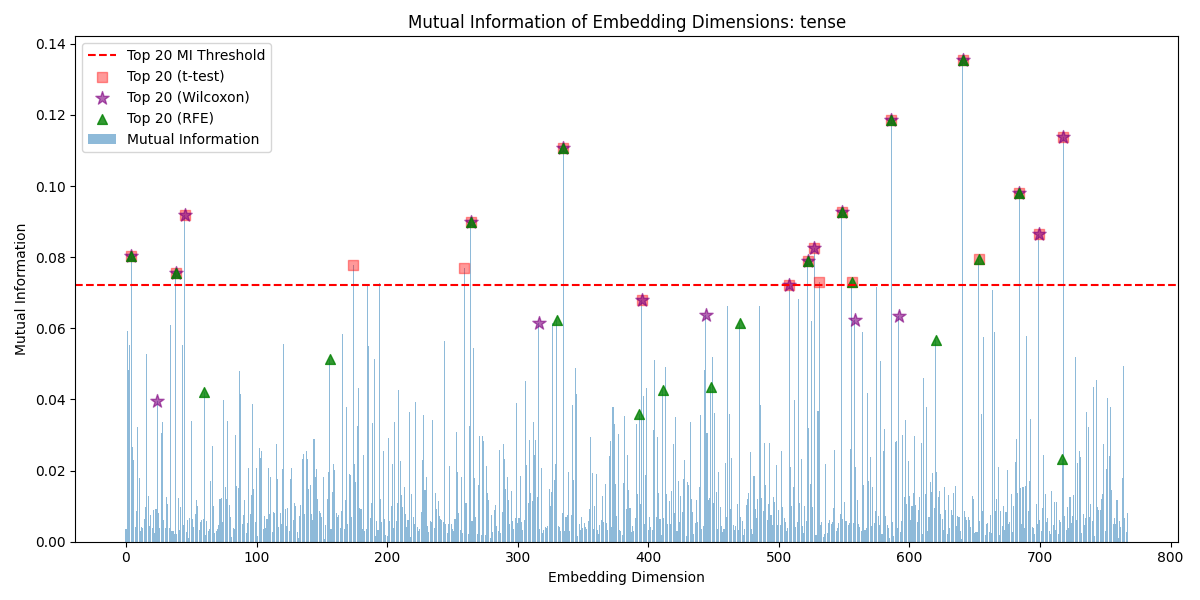 Mutual Information of Embedding Dimensions: tense
Top 20 MI Threshold
Top 20 (t-test)
Top 20 (Wilcoxon)
Top 20 (RFE)
Mutual Information
Mutual Information
0.14
0.12
0.10
0.08
0.06
0.04
0.02
0.00
0 100 200 300 400 500 600 700 800
Embedding Dimension